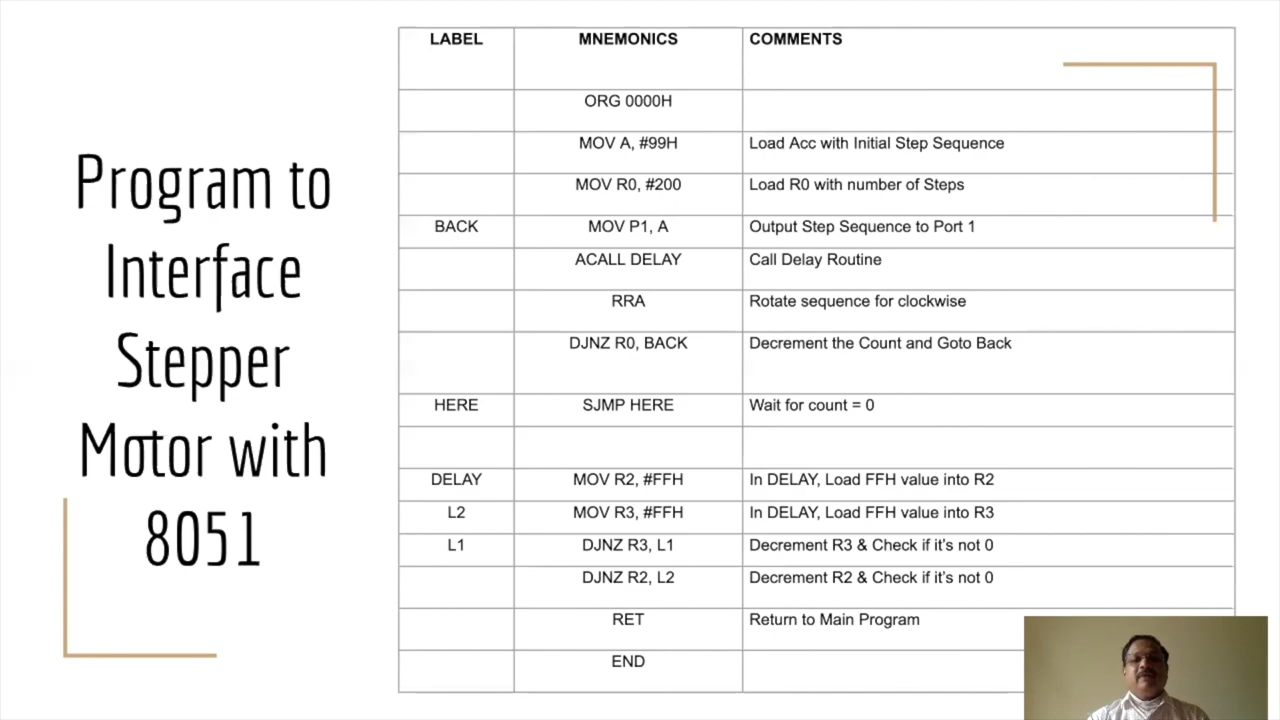 Program to
Interface
Stepper
Motor with
8051
LABEL MNEMONICS COMMENTS
ORG 0000H
MOV A, #99H Load Acc with Initial Step Sequence
MOV R0, #200 Load R0 with number of Steps
BACK MOV P1, A Output Step Sequence to Port 1
ACALL DELAY Call Delay Routine
RRA Rotate sequence for clockwise
DJNZ R0, BACK Decrement the Count and Goto Back
HERE SJMP HERE Wait for count = 0
DELAY MOV R2, #FFH In DELAY, Load FFH value into R2
L2 MOV R3, #FFH In DELAY, Load FFH value into R3
L1 DJNZ R3, L1 Decrement R3 & Check if it's not 0
DJNZ R2, L2 Decrement R2 & Check if it's not 0
RET Return to Main Program
END